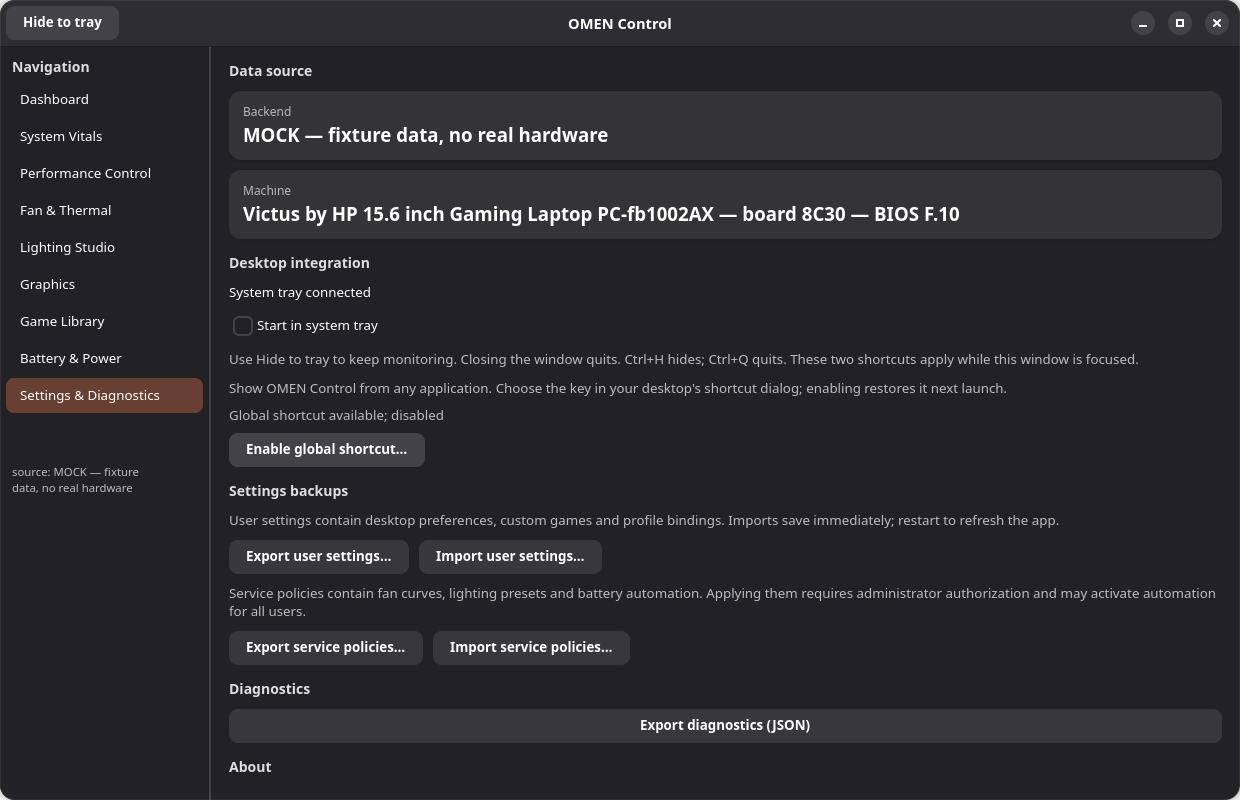 Hide to tray
OMEN Control
Navigation
Dashboard
System Vitals
Performance Control
Fan & Thermal
Lighting Studio
Graphics
Game Library
Battery & Power
Settings & Diagnostics
source: MOCK — fixture
data, no real hardware
Data source
Backend
MOCK — fixture data, no real hardware
Machine
Victus by HP 15.6 inch Gaming Laptop PC-fb1002AX — board 8C30 — BIOS F.10
Desktop integration
System tray connected
Start in system tray
Use Hide to tray to keep monitoring. Closing the window quits. Ctrl+H hides; Ctrl+Q quits. These two shortcuts apply while this window is focused.
Show OMEN Control from any application. Choose the key in your desktop's shortcut dialog; enabling restores it next launch.
Global shortcut available; disabled
Enable global shortcut...
Settings backups
User settings contain desktop preferences, custom games and profile bindings. Imports save immediately; restart to refresh the app.
Export user settings...
Import user settings...
Service policies contain fan curves, lighting presets and battery automation. Applying them requires administrator authorization and may activate automation
for all users.
Export service policies...
Import service policies...
Diagnostics
Export diagnostics (JSON)
About